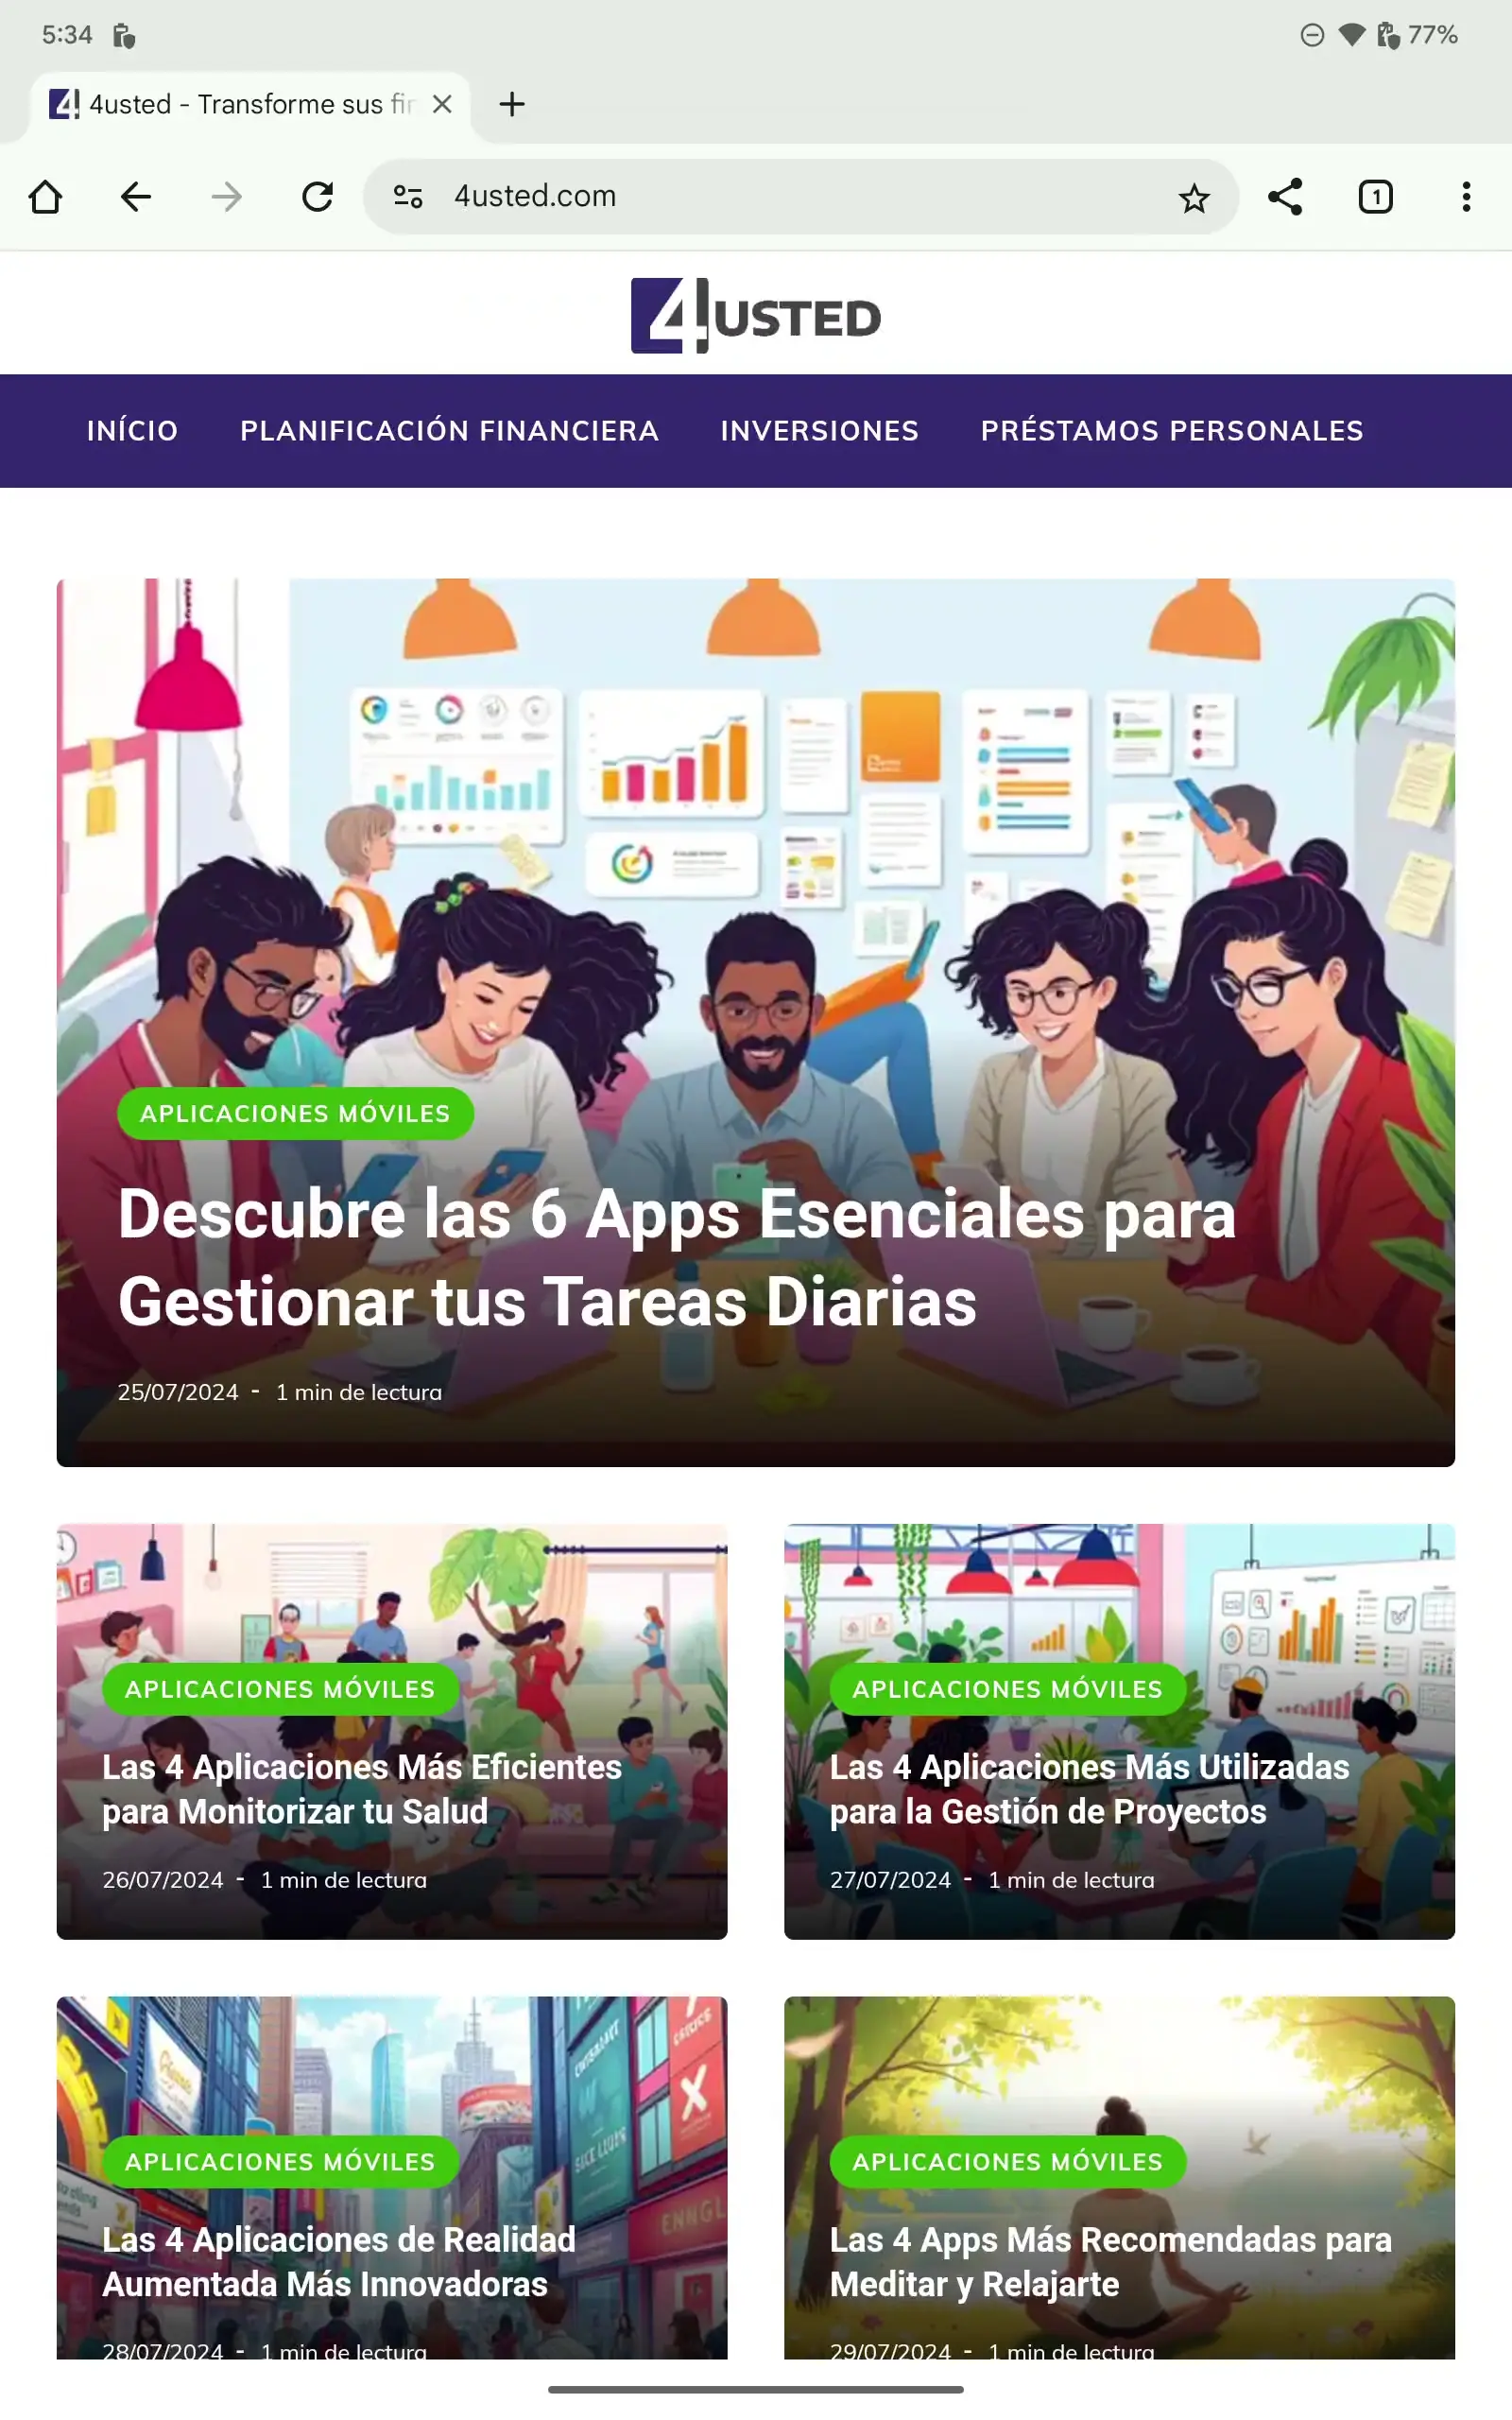 5:34
77%
4usted - Transforme sus fin
4usted.com
1
4USTED
INÍCIO
PLANIFICACIÓN FINANCIERA
INVERSIONES
PRÉSTAMOS PERSONALES
APLICACIONES MÓVILES
Descubre las 6 Apps Esenciales para
Gestionar tus Tareas Diarias
25/07/2024 - 1 min de lectura
APLICACIONES MÓVILES
Las 4 Aplicaciones Más Eficientes
para Monitorizar tu Salud
26/07/2024 - 1 min de lectura
APLICACIONES MÓVILES
Las 4 Aplicaciones Más Utilizadas
para la Gestión de Proyectos
27/07/2024 - 1 min de lectura
APLICACIONES MÓVILES
Las 4 Aplicaciones de Realidad
Aumentada Más Innovadoras
28/07/2024 - 1 min de lectura
APLICACIONES MÓVILES
Las 4 Apps Más Recomendadas para
Meditar y Relajarte
29/07/2024 - 1 min de lectura